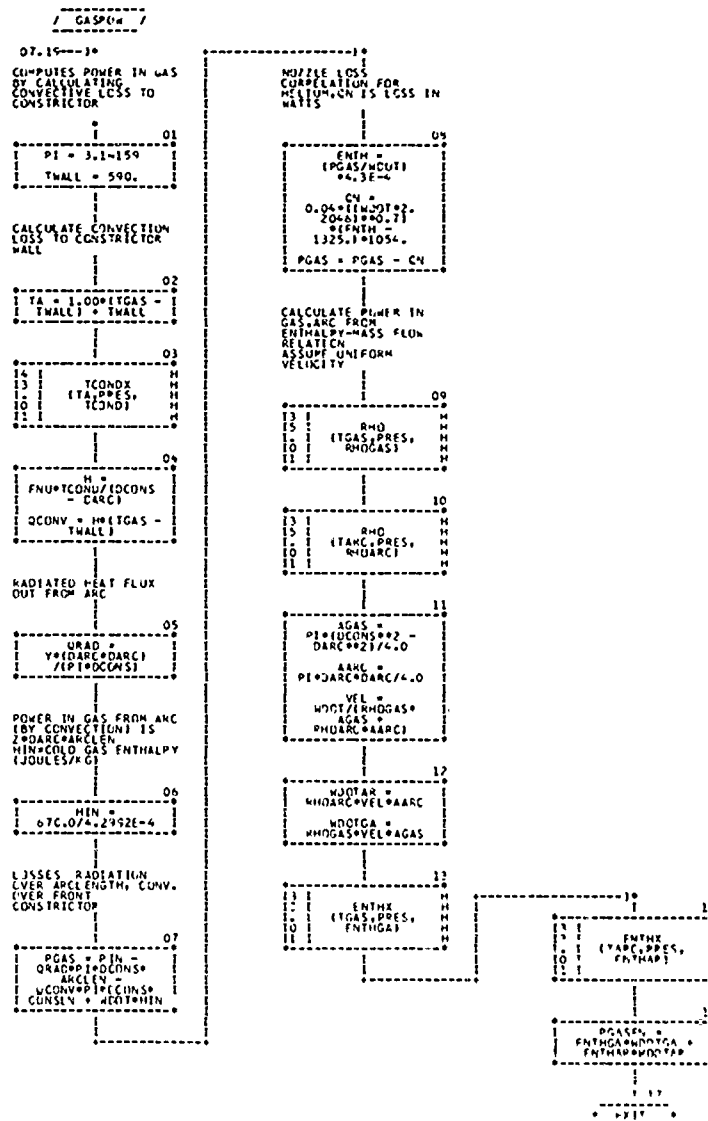 / GASPOW /
07.19---1*
COMPUTES POWER IN GAS
BY CALCULATING
CONVECTIVE LOSS TO
CONSTRICTOR
01
PI = 3.14159
TWALL = 590.
CALCULATE CONVECTION
LOSS TO CONSTRICTOR
WALL
02
TA = 1.00*(TGAS -
TWALL) + TWALL
03
TCONDX
(TA,PRES,
TCOND)
04
H =
FNU*TCOND/(DCONS
- DARC)
QCONV = H*(TGAS -
TWALL)
RADIATED HEAT FLUX
OUT FROM ARC
05
QRAD =
Y*(DARC*DARC)
/(PI*DCONS)
POWER IN GAS FROM ARC
(BY CONVECTION) IS
Z*DARC*ARCLEN
HIN=COLD GAS ENTHALPY
(JOULES/KG)
06
HIN =
670.0/4.2992E-4
LOSSES RADIATION
OVER ARCLENGTH, CONV.
OVER FRONT
CONSTRICTOR
07
PGAS = PIN -
QRAD*PI*DCONS*
ARCLEN -
QCONV*PI*DCONS*
CONSLN + WDOT*HIN
NOZZLE LOSS
CORRELATION FOR
HELIUM,CN IS LOSS IN
WATTS
ENTH =
(PGAS/WDOT)
*4.3E-4
CN =
0.04*((WDOT*2.
2046)**0.7)
*(ENTH -
1325.)*1054.
PGAS = PGAS - CN
CALCULATE POWER IN
GAS,ARC FROM
ENTHALPY-MASS FLOW
RELATION
ASSUME UNIFORM
VELOCITY
09
RHO
(TGAS,PRES,
RHOGAS)
10
RHO
(TARC,PRES,
RHOARC)
11
AGAS =
PI*(DCONS**2 -
DARC**2)/4.0
AARC =
PI*DARC*DARC/4.0
VEL =
WDOT/(RHOGAS*
AGAS +
RHOARC*AARC)
12
WDOTAR =
RHOARC*VEL*AARC
WDOTGA =
RHOGAS*VEL*AGAS
13
ENTHX
(TGAS,PRES,
ENTHGA)
ENTHX
(TARC,PRES,
ENTHAR)
PGASEN =
ENTHGA*WDOTGA +
ENTHAR*WDOTAR
EXIT